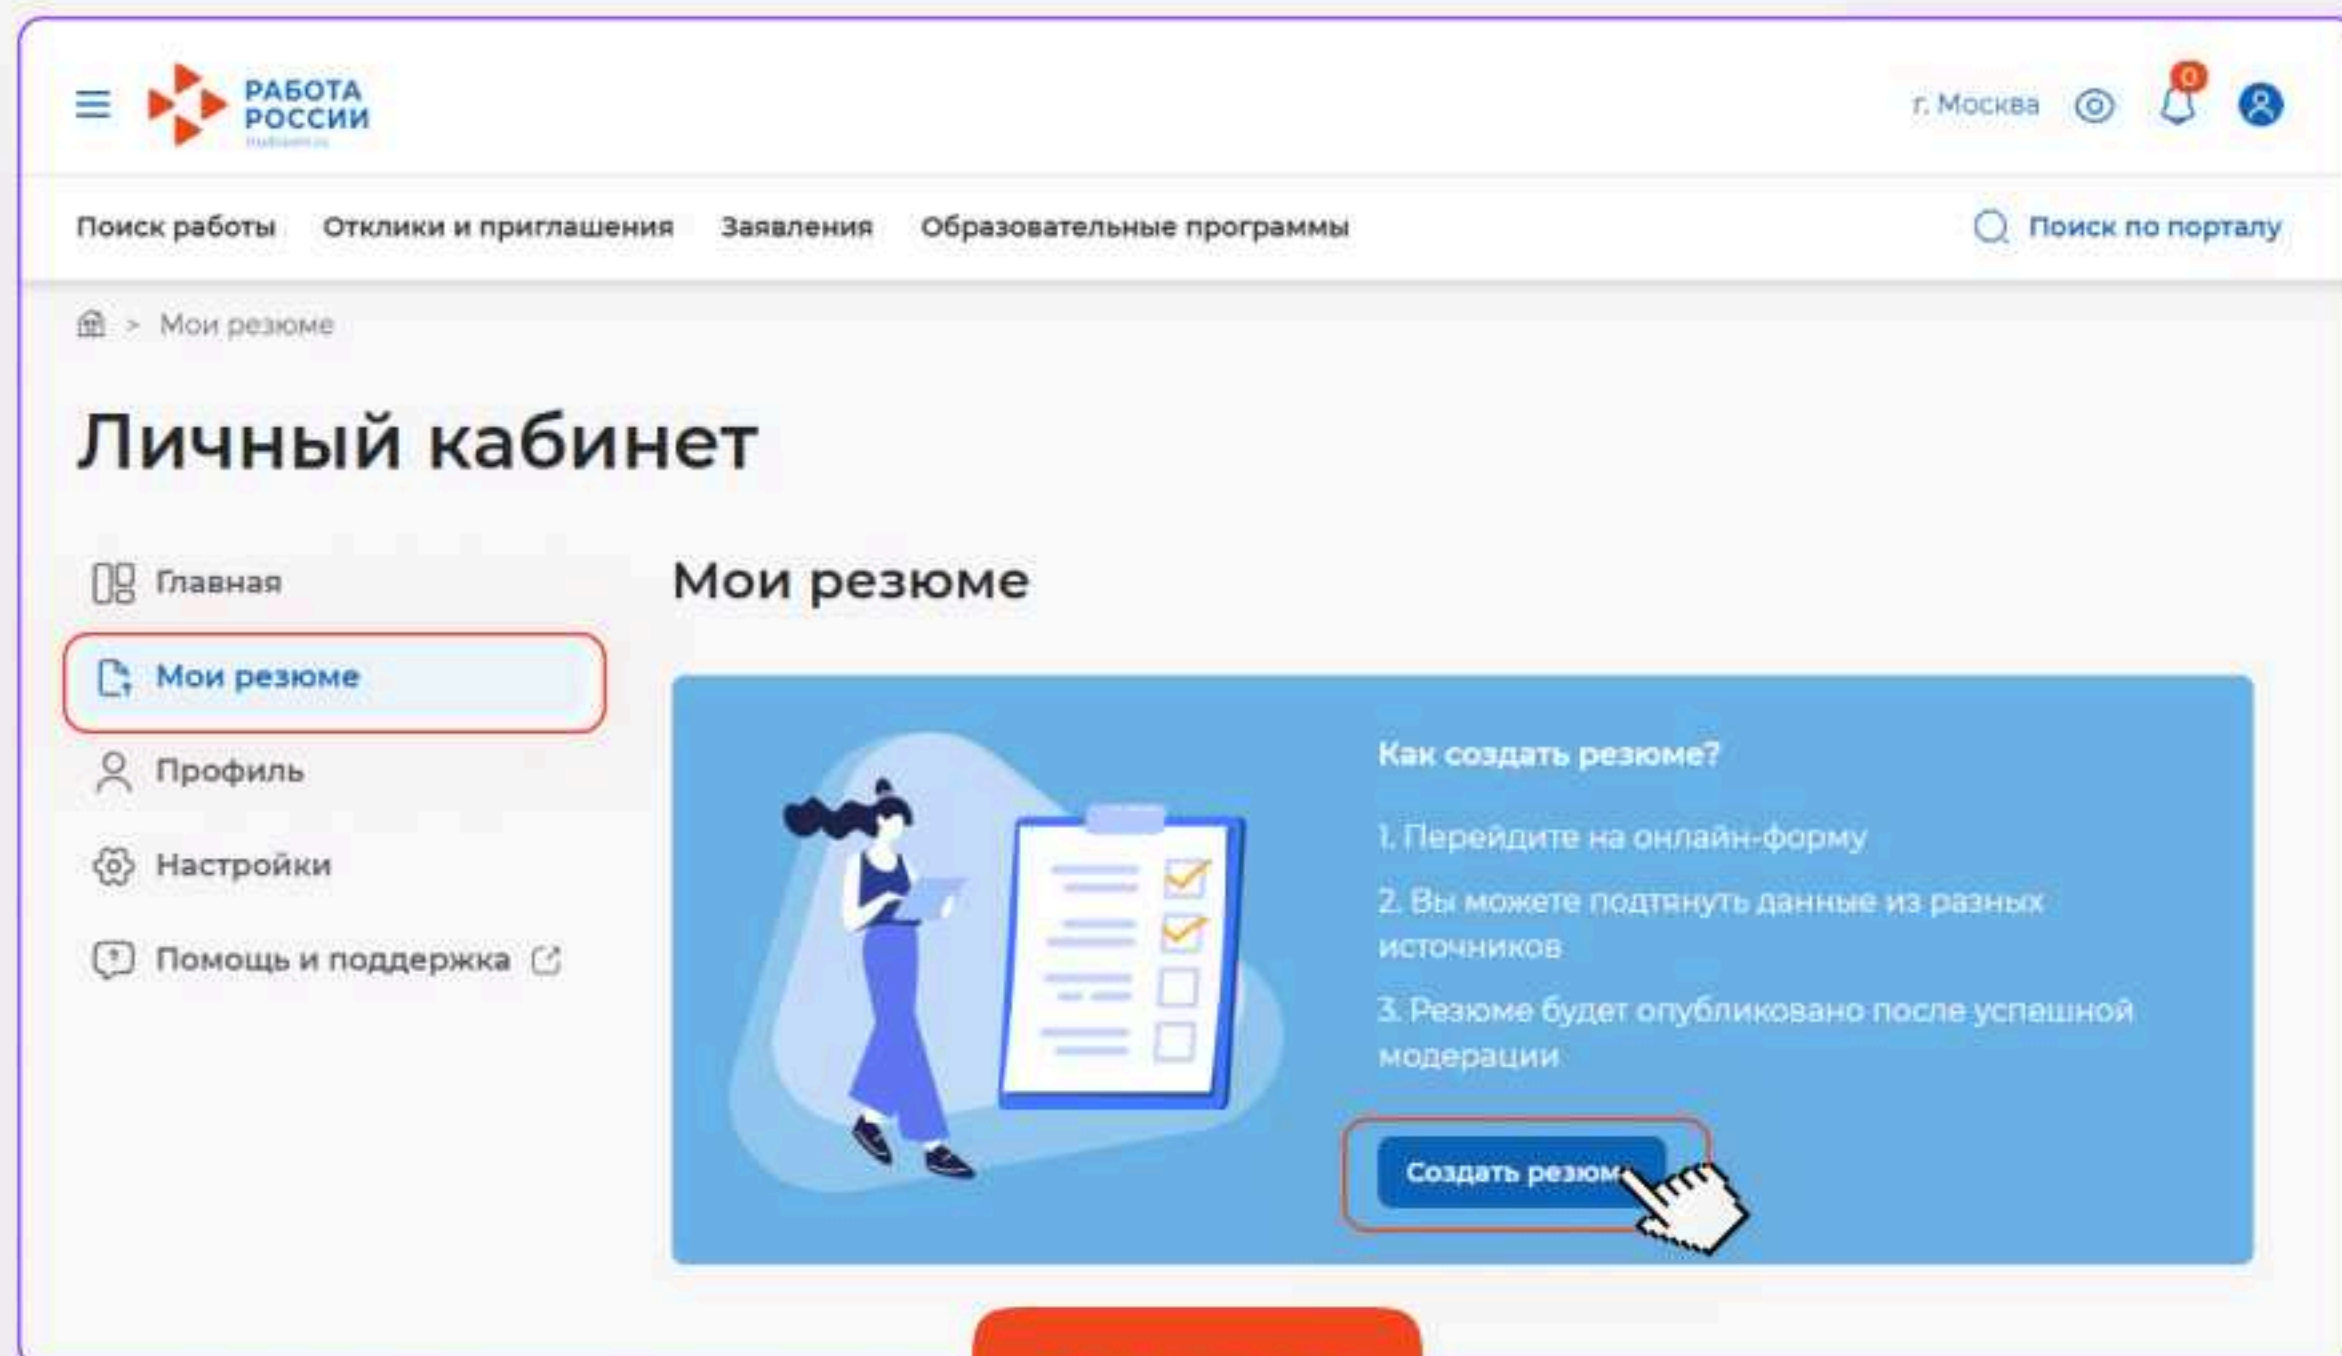 РАБОТА
РОССИИ
г. Москва
0
Поиск работы Отклики и приглашения Заявления Образовательные программы Поиск по порталу
> Мои резюме
Личный кабинет
Главная
Мои резюме
Профиль
Настройки
Помощь и поддержка
Мои резюме
Как создать резюме?
1. Перейдите на онлайн-форму
2. Вы можете подтянуть данные из разных
источников
3. Резюме будет опубликовано после успешной
модерации
Создать резюм